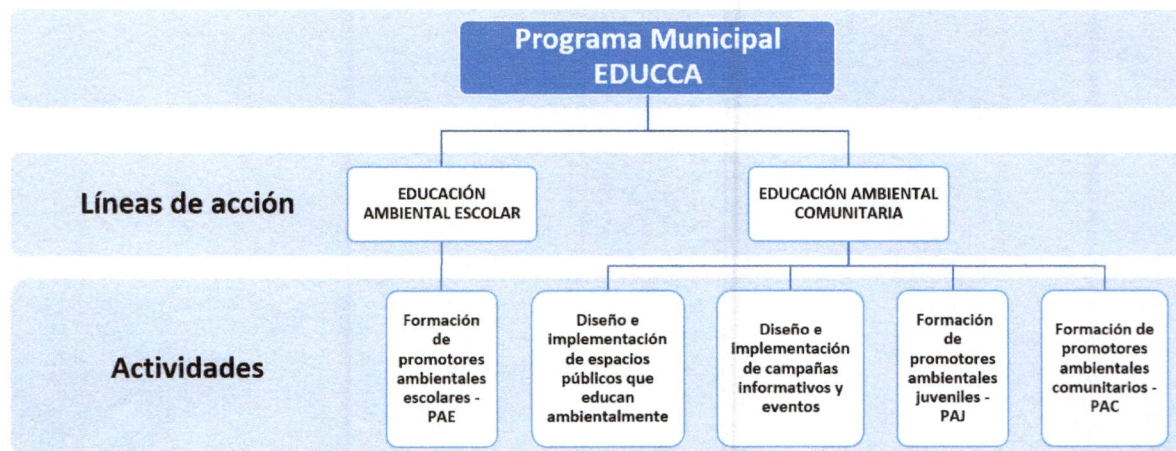 Programa Municipal
EDUCCA
Líneas de acción
EDUCACIÓN
AMBIENTAL ESCOLAR
EDUCACIÓN AMBIENTAL
COMUNITARIA
Actividades
Formación
de
promotores
ambientales
escolares -
PAE
Diseño e
implementación
de espacios
públicos que
educan
ambientalmente
Diseño e
implementación
de campañas
informativos y
eventos
Formación
de
promotores
ambientales
juveniles -
PAJ
Formación de
promotores
ambientales
comunitarios -
PAC